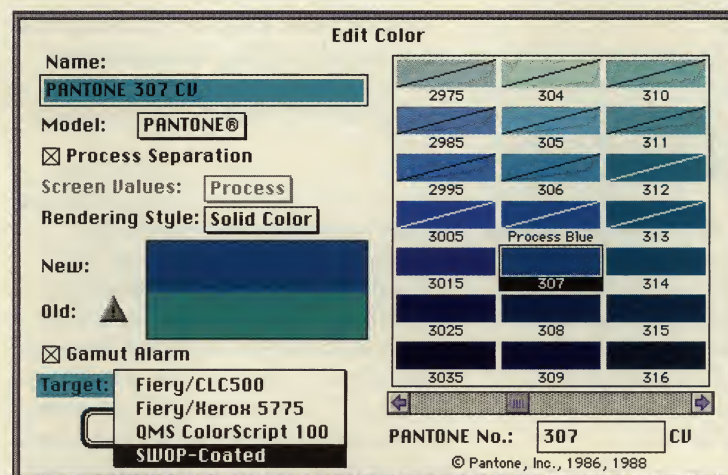 Edit Color
Name:
PANTONE 307 CV
Model: PANTONE®
Process Separation
Screen Values: Process
Rendering Style: Solid Color
New:
Old:
Gamut Alarm
Target:
Fiery/CLC500
Fiery/Xerox 5775
QMS ColorScript 100
SWOP-Coated
2975 304 310
2985 305 311
2995 306 312
3005 Process Blue 313
3015 307 314
3025 308 315
3035 309 316
PANTONE No.: 307 CV
© Pantone, Inc., 1986, 1988